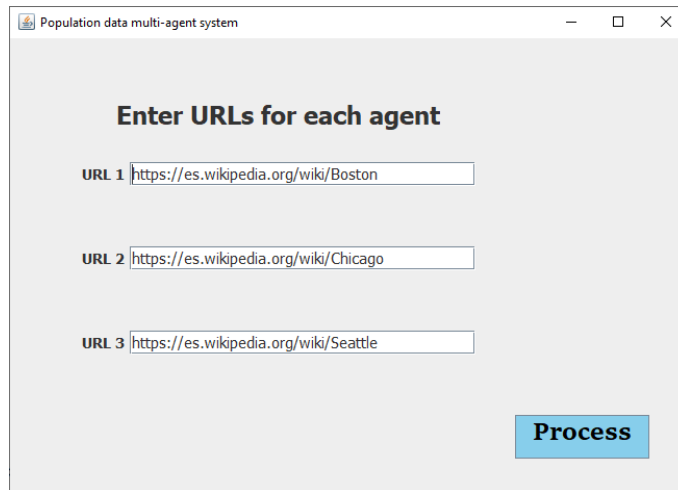 Population data multi-agent system
Enter URLs for each agent
URL 1 https://es.wikipedia.org/wiki/Boston
URL 2 https://es.wikipedia.org/wiki/Chicago
URL 3 https://es.wikipedia.org/wiki/Seattle
Process